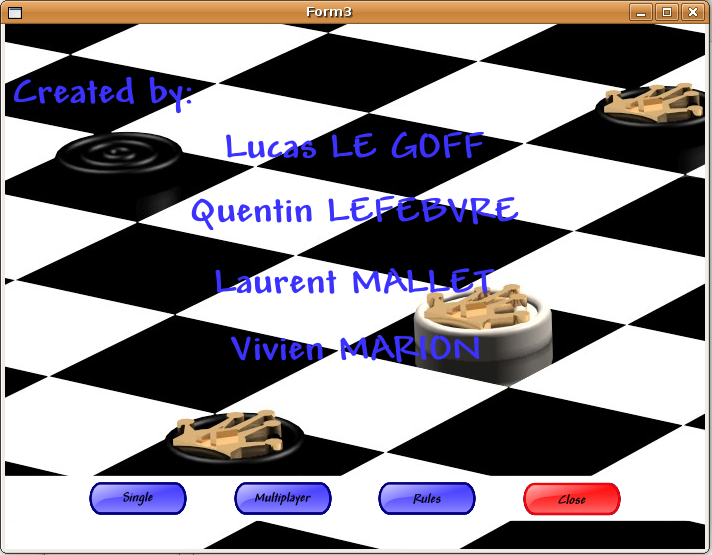 Form3
Created by:
Lucas LE GOFF
Quentin LEFEBVRE
Laurent MALLET
Vivien MARION
Single Multiplayer Rules Close